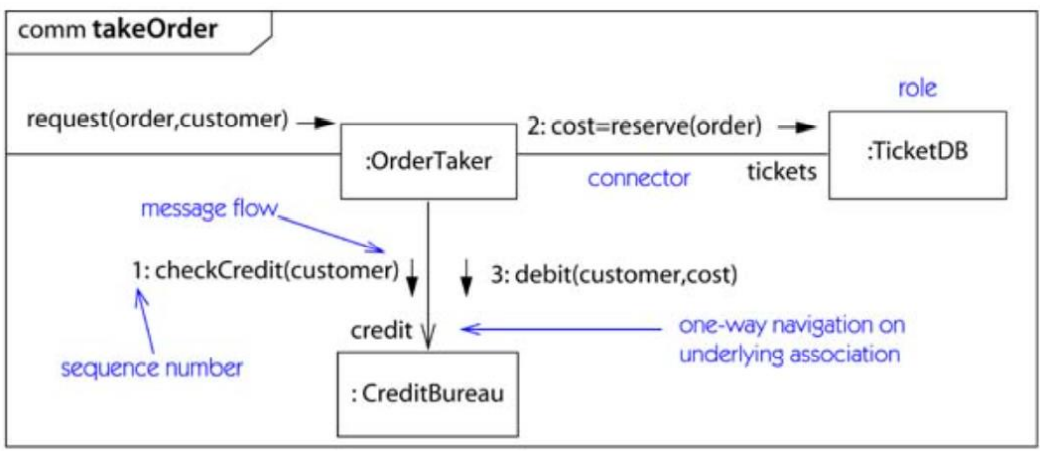 comm takeOrder
role
request(order,customer)
2: cost=reserve(order)
:OrderTaker
:TicketDB
connector
tickets
message flow
1: checkCredit(customer)
3: debit(customer,cost)
credit
one-way navigation on
underlying association
sequence number
: CreditBureau